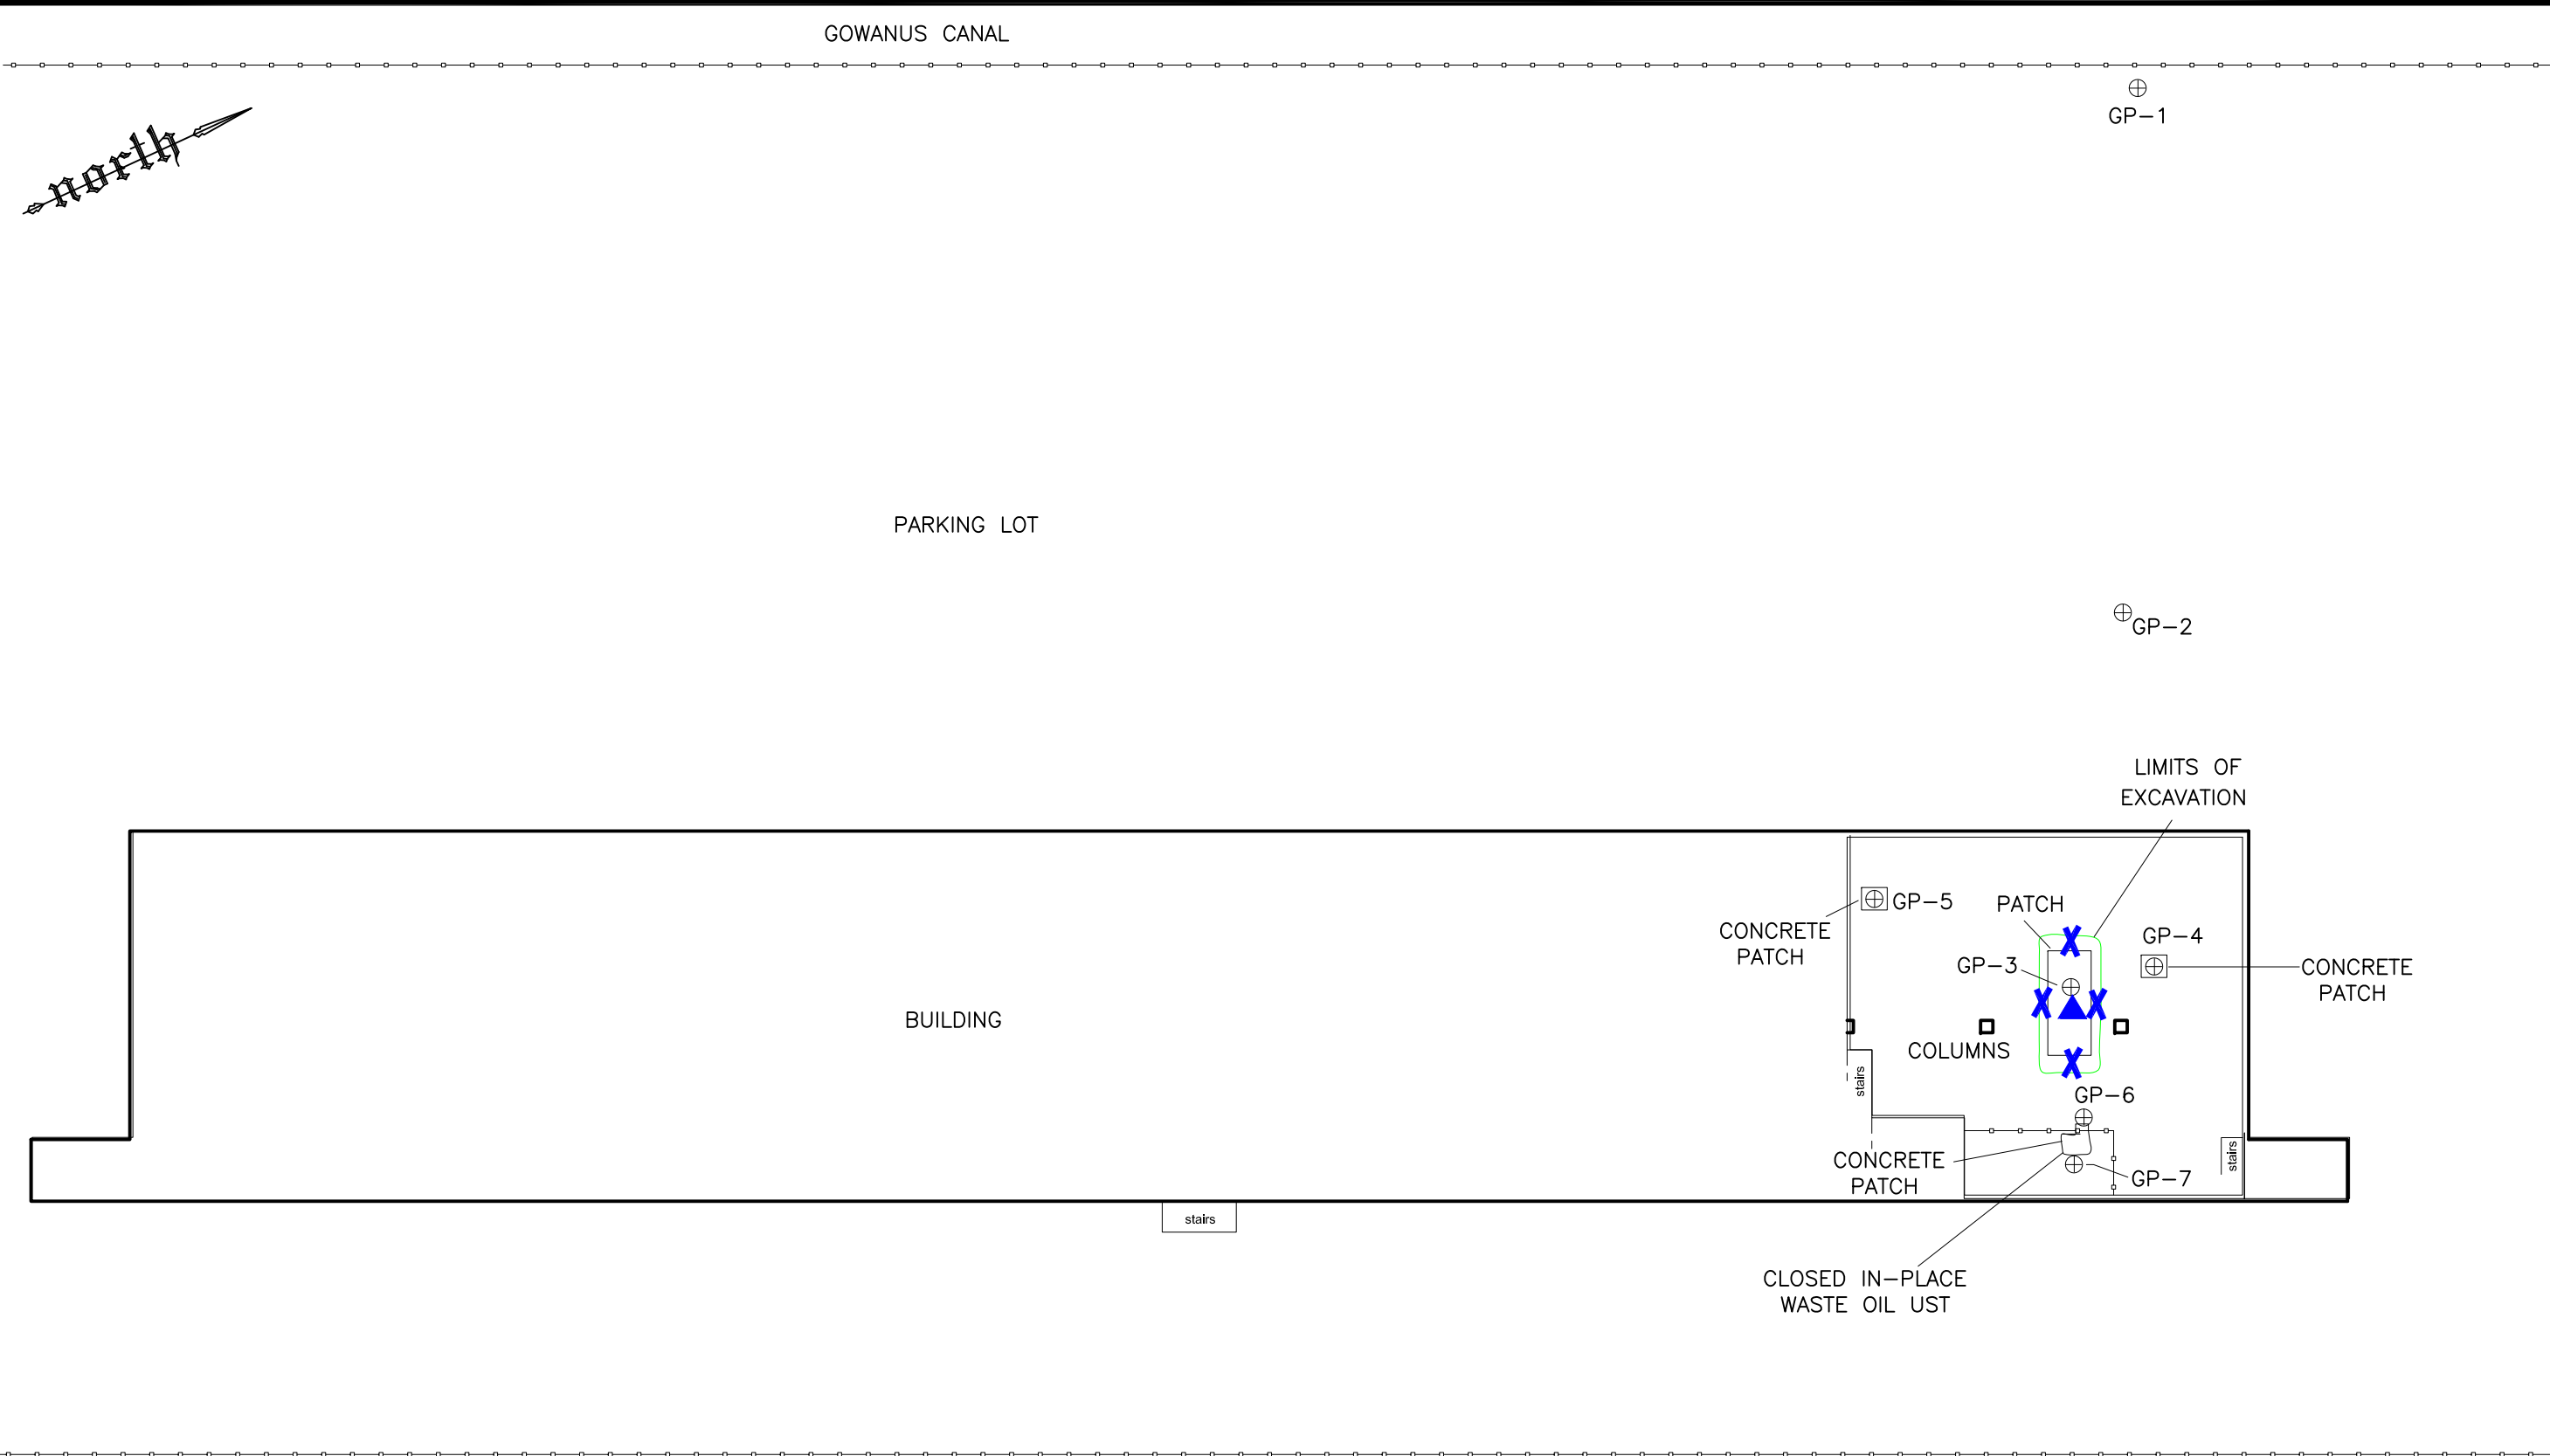 GOWANUS CANAL
GP-1
north
PARKING LOT
GP-2
LIMITS OF
EXCAVATION
GP-5
PATCH
CONCRETE
PATCH
GP-4
GP-3
CONCRETE
PATCH
BUILDING
COLUMNS
stairs
GP-6
CONCRETE
PATCH
stairs
GP-7
stairs
CLOSED IN-PLACE
WASTE OIL UST